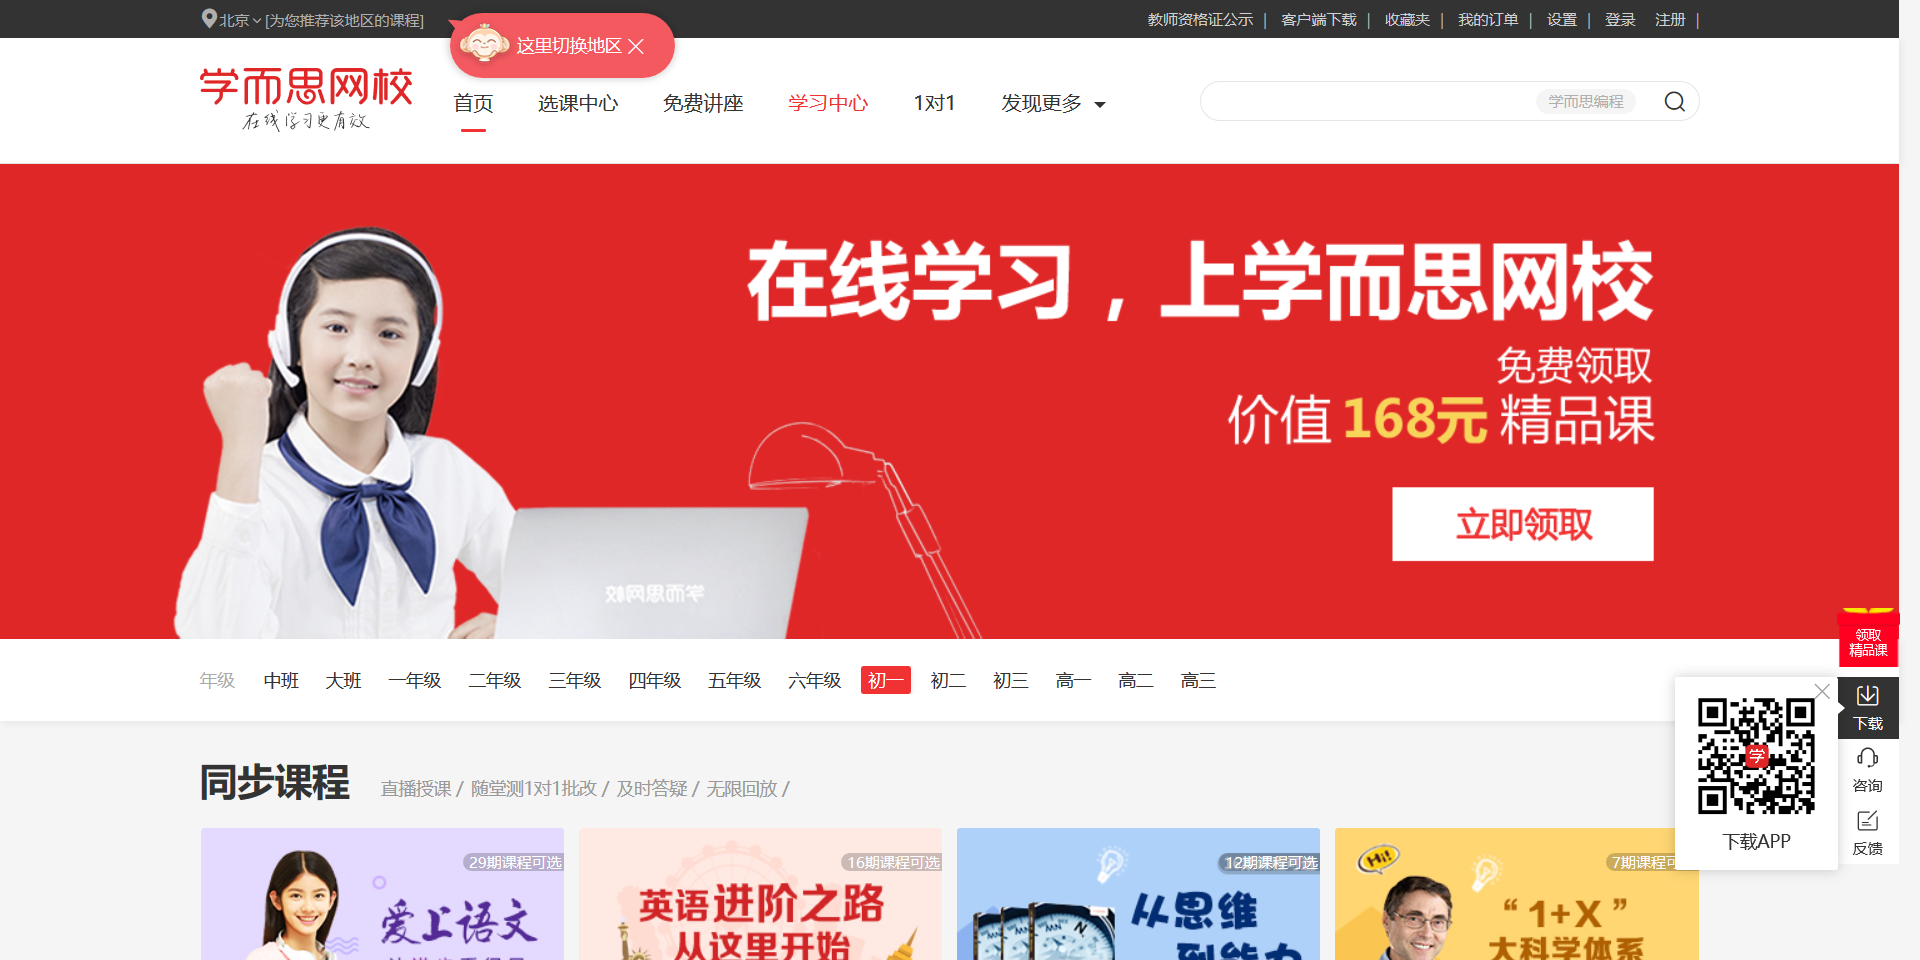 北京 [为您推荐该地区的课程]
这里切换地区
教师资格证公示 | 客户端下载 | 收藏夹 | 我的订单 | 设置 | 登录 注册 |
学而思网校
在线学习更有效
首页 选课中心 免费讲座 学习中心 1对1 发现更多
学而思编程
在线学习，上学而思网校
免费领取
价值168元精品课
立即领取
学而思网校
领取
精品课
年级 中班 大班 一年级 二年级 三年级 四年级 五年级 六年级 初一 初二 初三 高一 高二 高三
下载
学
下载APP
咨询
反馈
同步课程 直播授课 / 随堂测1对1批改 / 及时答疑 / 无限回放 /
29期课程可选
爱上语文
16期课程可选
英语进阶之路
从这里开始
12期课程可选
N
从思维
到能力
7期课程可
Hi!
“1+X”
大科学体系